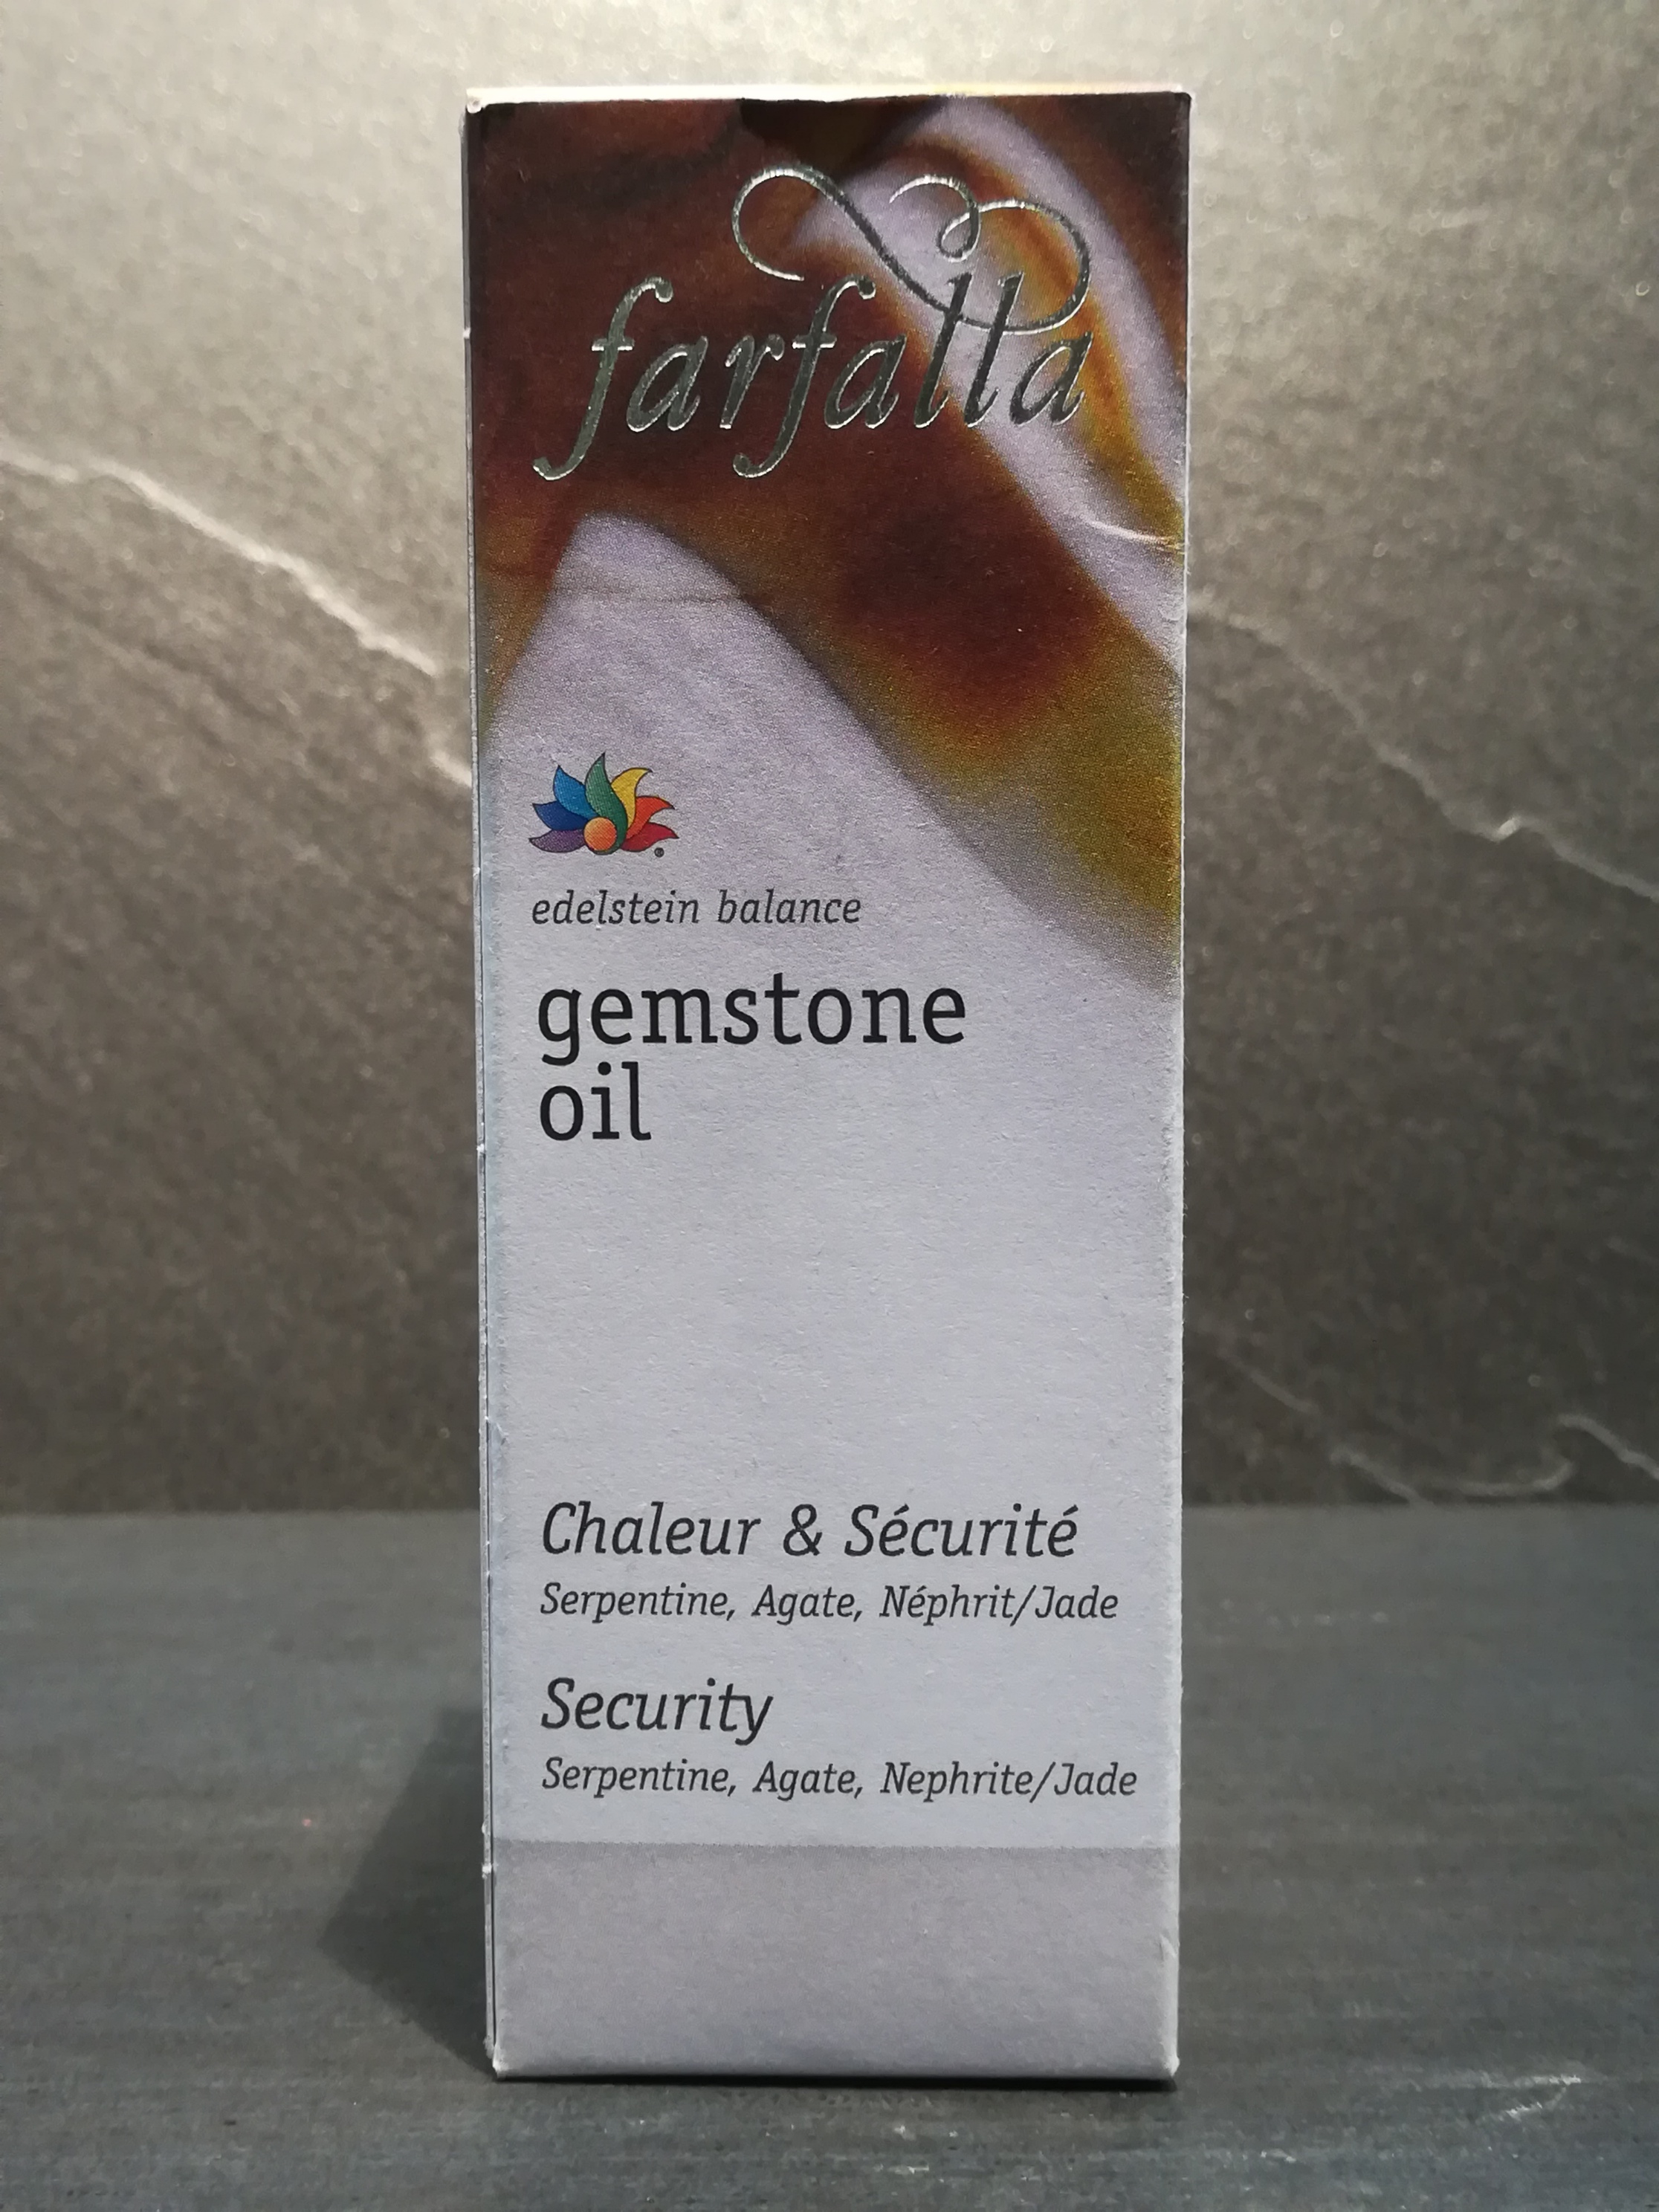 farfalla
edelstein balance
gemstone
oil
Chaleur & Sécurité
Serpentine, Agate, Néphrit/Jade
Security
Serpentine, Agate, Nephrite/Jade